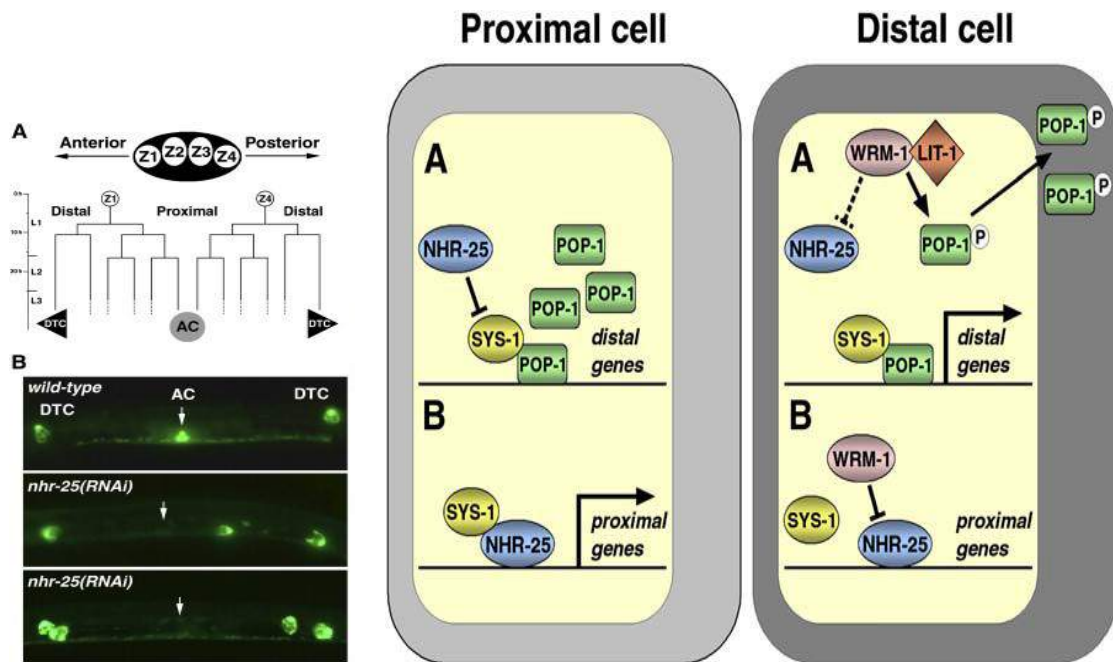 Proximal cell
Distal cell
A
Anterior
Posterior
Z1
Z2
Z3
Z4
Z1
Z4
Distal
Proximal
Distal
L1
L2
L3
DTC
AC
DTC
B
wild-type
AC
DTC
DTC
nhr-25(RNAi)
nhr-25(RNAi)
A
NHR-25
POP-1
POP-1
POP-1
SYS-1
POP-1
distal
genes
B
SYS-1
NHR-25
proximal
genes
A
WRM-1
LIT-1
POP-1
P
POP-1
P
NHR-25
POP-1
P
SYS-1
POP-1
distal
genes
B
WRM-1
SYS-1
NHR-25
proximal
genes